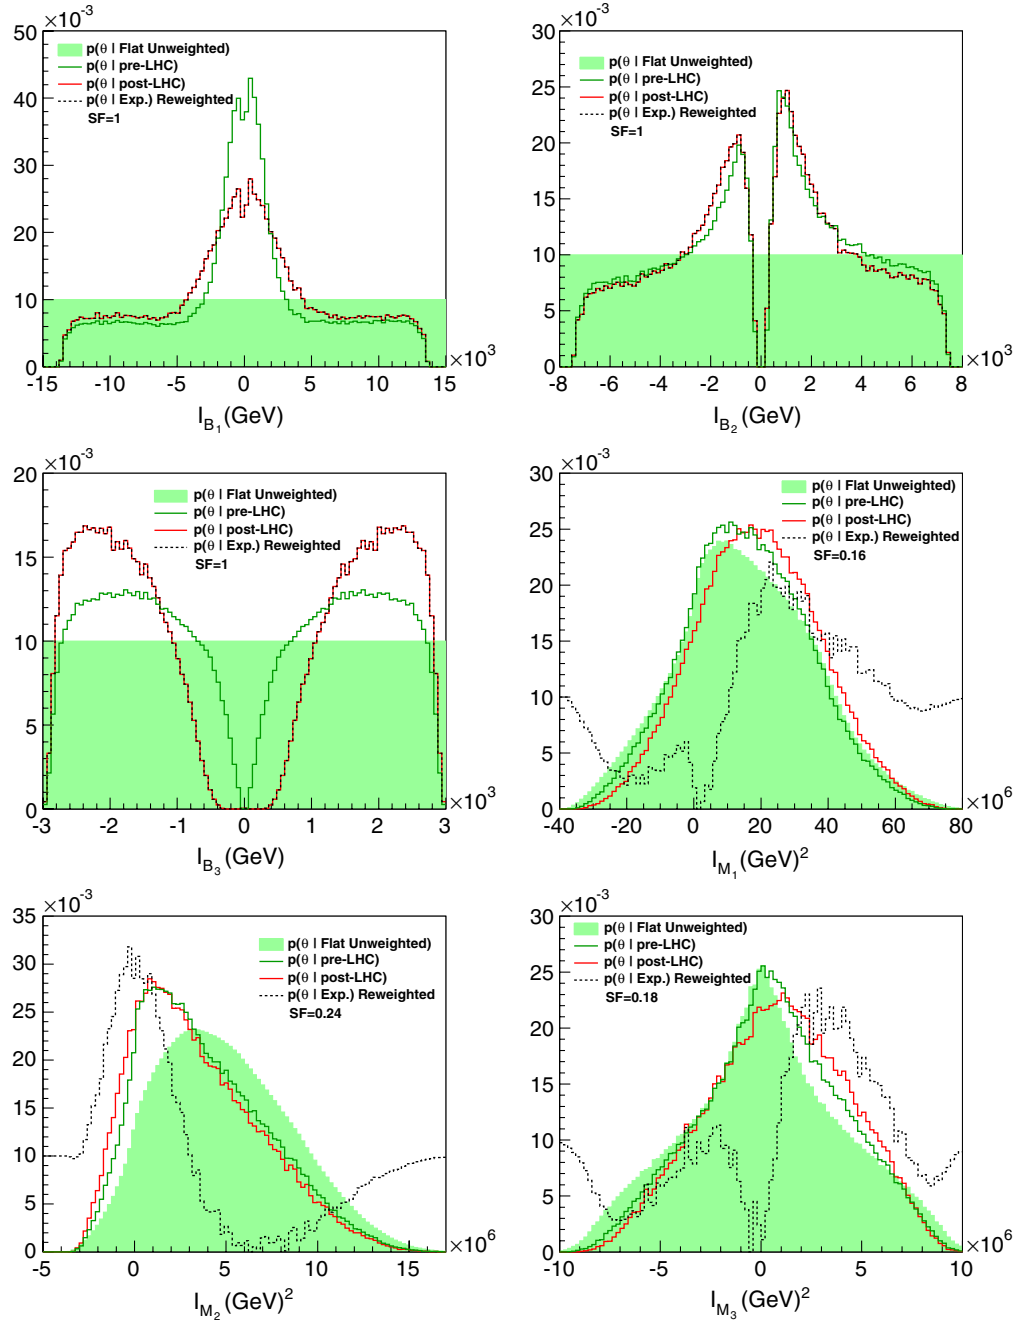 ×10⁻³
50
40
30
20
10
0
p(θ | Flat Unweighted)
p(θ | pre-LHC)
p(θ | post-LHC)
p(θ | Exp.) Reweighted
SF=1
-15 -10 -5 0 5 10 15
×10³
I_B₁ (GeV)
×10⁻³
30
25
20
15
10
5
0
p(θ | Flat Unweighted)
p(θ | pre-LHC)
p(θ | post-LHC)
p(θ | Exp.) Reweighted
SF=1
-8 -6 -4 -2 0 2 4 6 8
×10³
I_B₂ (GeV)
×10⁻³
20
15
10
5
0
p(θ | Flat Unweighted)
p(θ | pre-LHC)
p(θ | post-LHC)
p(θ | Exp.) Reweighted
SF=1
-3 -2 -1 0 1 2 3
×10³
I_B₃ (GeV)
×10⁻³
30
25
20
15
10
5
0
p(θ | Flat Unweighted)
p(θ | pre-LHC)
p(θ | post-LHC)
p(θ | Exp.) Reweighted
SF=0.16
-40 -20 0 20 40 60 80
×10⁶
I_M₁ (GeV)²
×10⁻³
35
30
25
20
15
10
5
0
p(θ | Flat Unweighted)
p(θ | pre-LHC)
p(θ | post-LHC)
p(θ | Exp.) Reweighted
SF=0.24
-5 0 5 10 15
×10⁶
I_M₂ (GeV)²
×10⁻³
30
25
20
15
10
5
0
p(θ | Flat Unweighted)
p(θ | pre-LHC)
p(θ | post-LHC)
p(θ | Exp.) Reweighted
SF=0.18
-10 -5 0 5 10
×10⁶
I_M₃ (GeV)²